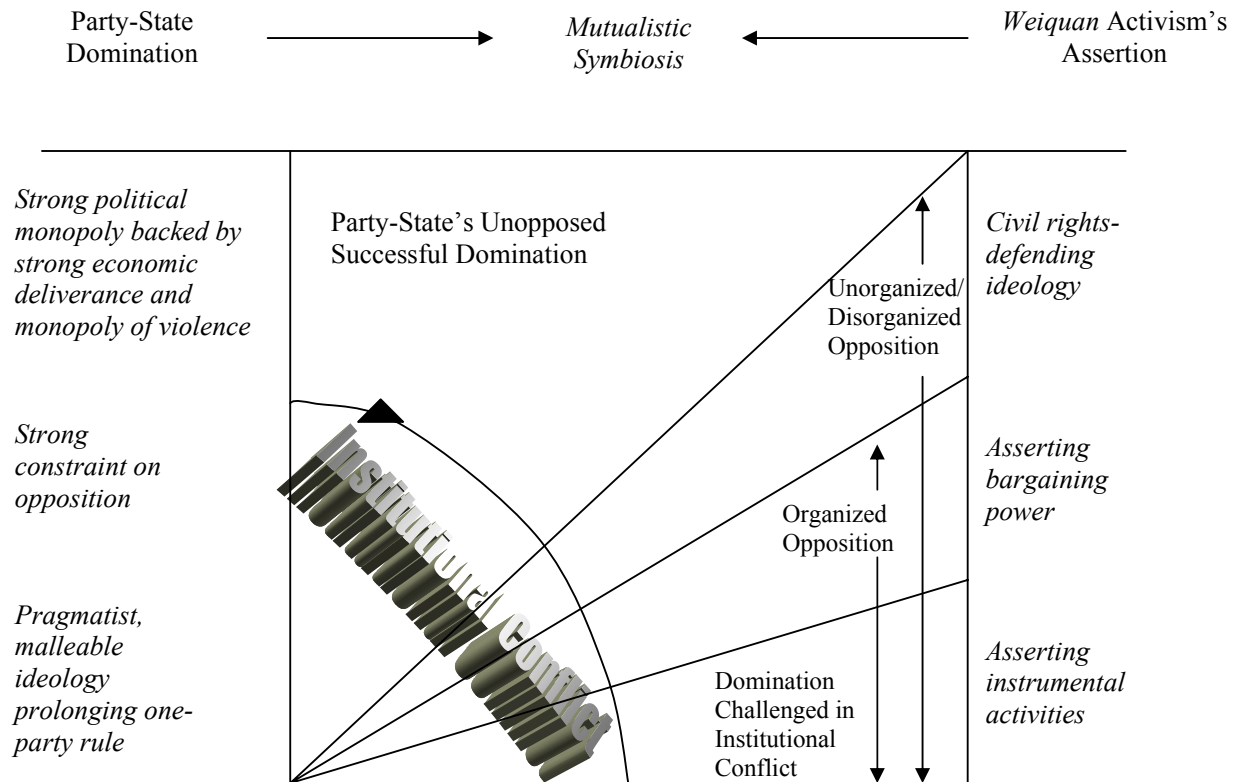 Party-State
Domination
Mutualistic
Symbiosis
Weiquan Activism's
Assertion
Strong political
monopoly backed by
strong economic
deliverance and
monopoly of violence
Strong
constraint on
opposition
Pragmatist,
malleable
ideology
prolonging one-
party rule
Party-State's Unopposed
Successful Domination
Institutional Conflict
Unorganized/
Disorganized
Opposition
Organized
Opposition
Domination
Challenged in
Institutional
Conflict
Civil rights-
defending
ideology
Asserting
bargaining
power
Asserting
instrumental
activities